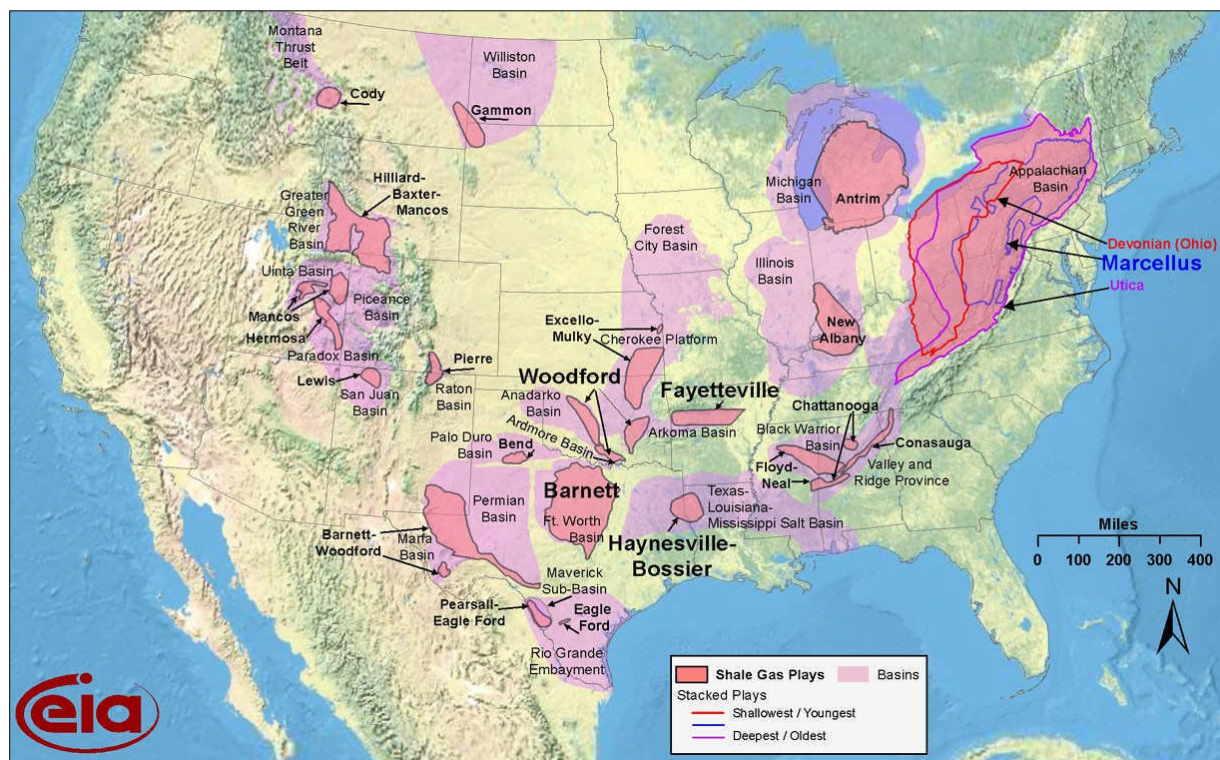 Montana
Thrust
Belt
Cody
Williston
Basin
Gammon
Greater
Green
River
Basin
Hilliard-
Baxter-
Mancos
Uinta Basin
Mancos
Piceance
Basin
Hermosa
Paradox Basin
Lewis
San Juan
Basin
Pierre
Raton
Basin
Michigan
Basin
Antrim
Forest
City Basin
Illinois
Basin
New
Albany
Appalachian
Basin
Devonian (Ohio)
Marcellus
Utica
Excello-
Mulky
Cherokee Platform
Woodford
Anadarko
Basin
Ardmore Basin
Fayetteville
Arkoma Basin
Palo Duro
Basin
Bend
Chattanooga
Black Warrior
Basin
Conasauga
Floyd-
Neal
Valley and
Ridge Province
Permian
Basin
Barnett
Ft. Worth
Basin
Texas-
Louisiana-
Mississippi Salt Basin
Haynesville-
Bossier
Barnett-
Woodford
Marfa
Basin
Maverick
Sub-Basin
Pearsall-
Eagle Ford
Eagle
Ford
Rio Grande
Embayment
Miles
0 100 200 300 400
N
Shale Gas Plays
Basins
Stacked Plays
Shallowest / Youngest
Deepest / Oldest
eia